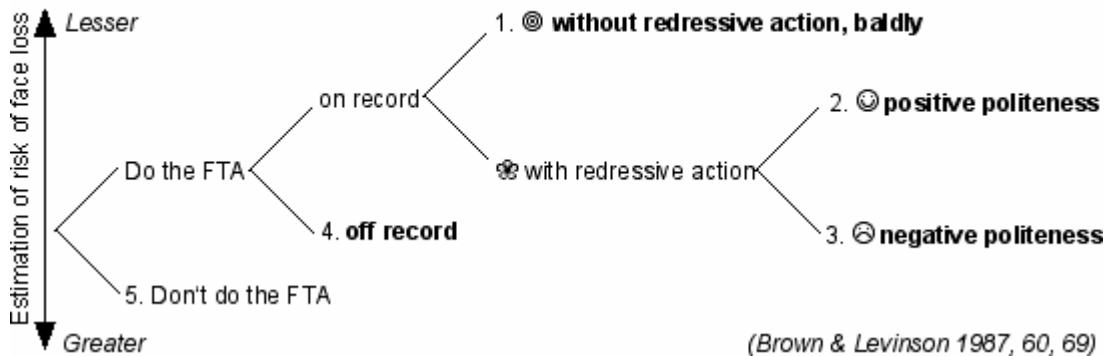 Estimation of risk of face loss
Lesser
1. without redressive action, baldly
on record
2. positive politeness
Do the FTA
with redressive action
4. off record
3. negative politeness
5. Don't do the FTA
Greater
(Brown & Levinson 1987, 60, 69)